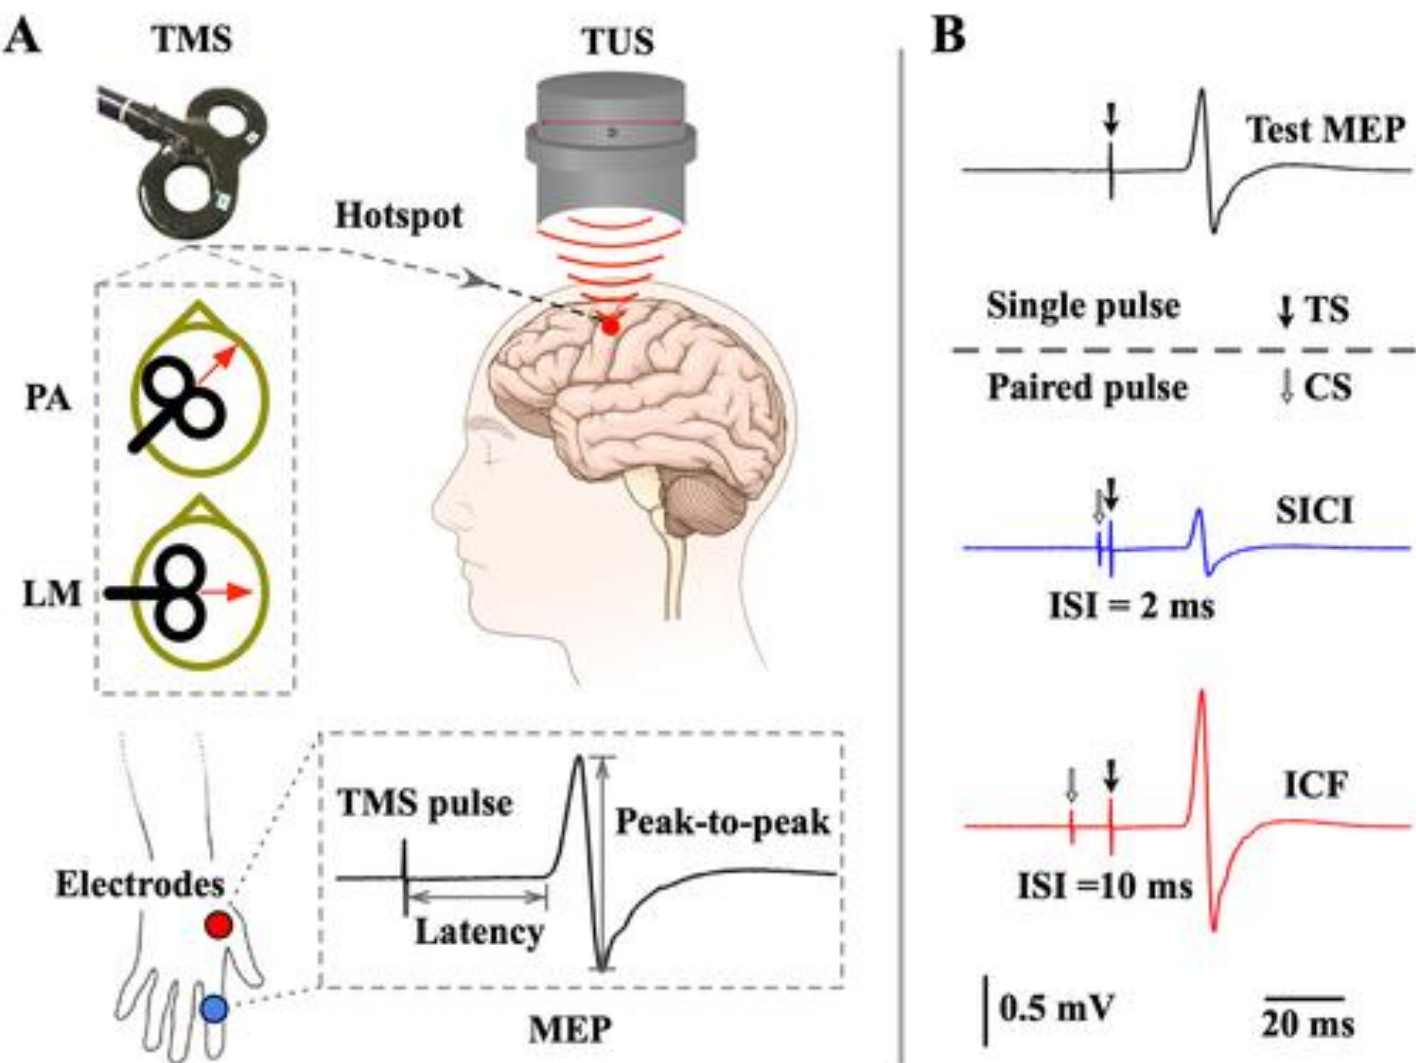 A
TMS
TUS
Hotspot
PA
LM
TMS pulse
Peak-to-peak
Electrodes
Latency
MEP
B
Test MEP
Single pulse
TS
Paired pulse
CS
SICI
ISI = 2 ms
ICF
ISI =10 ms
0.5 mV
20 ms